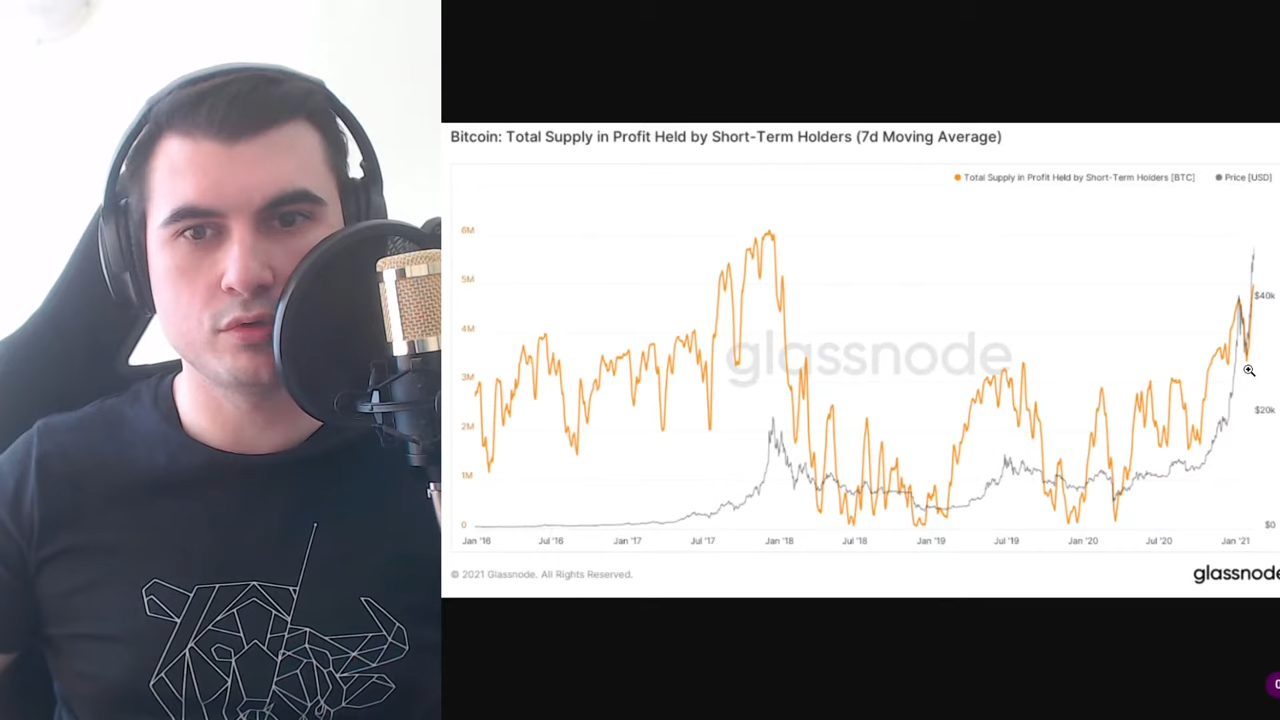 Bitcoin: Total Supply in Profit Held by Short-Term Holders (7d Moving Average)
Total Supply in Profit Held by Short-Term Holders [BTC] Price [USD]
6M
5M
4M
3M
2M
1M
0
$40k
$20k
$0
glassnode
Jan '16 Jul '16 Jan '17 Jul '17 Jan '18 Jul '18 Jan '19 Jul '19 Jan '20 Jul '20 Jan '21
© 2021 Glassnode. All Rights Reserved.
glassnode